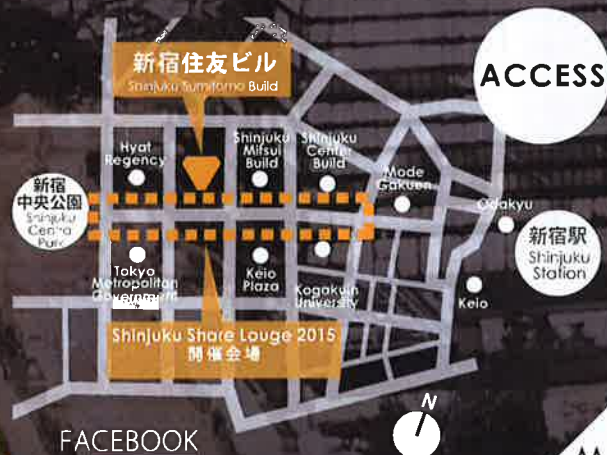 ACCESS
新宿住友ビル
Shinjuku Sumitomo Build
Hyat
Regency
Shinjuku
Mitsui
Build
Shinjuku
Center
Build
Mode
Gakuen
新宿
中央公園
Shinjuku
Central
Park
Odakyu
新宿駅
Shinjuku
Station
Tokyo
Metropolitan
Government
Keio
Plaza
Kogakuin
University
Keio
Shinjuku Share Louge 2015
開催会場
N
FACEBOOK